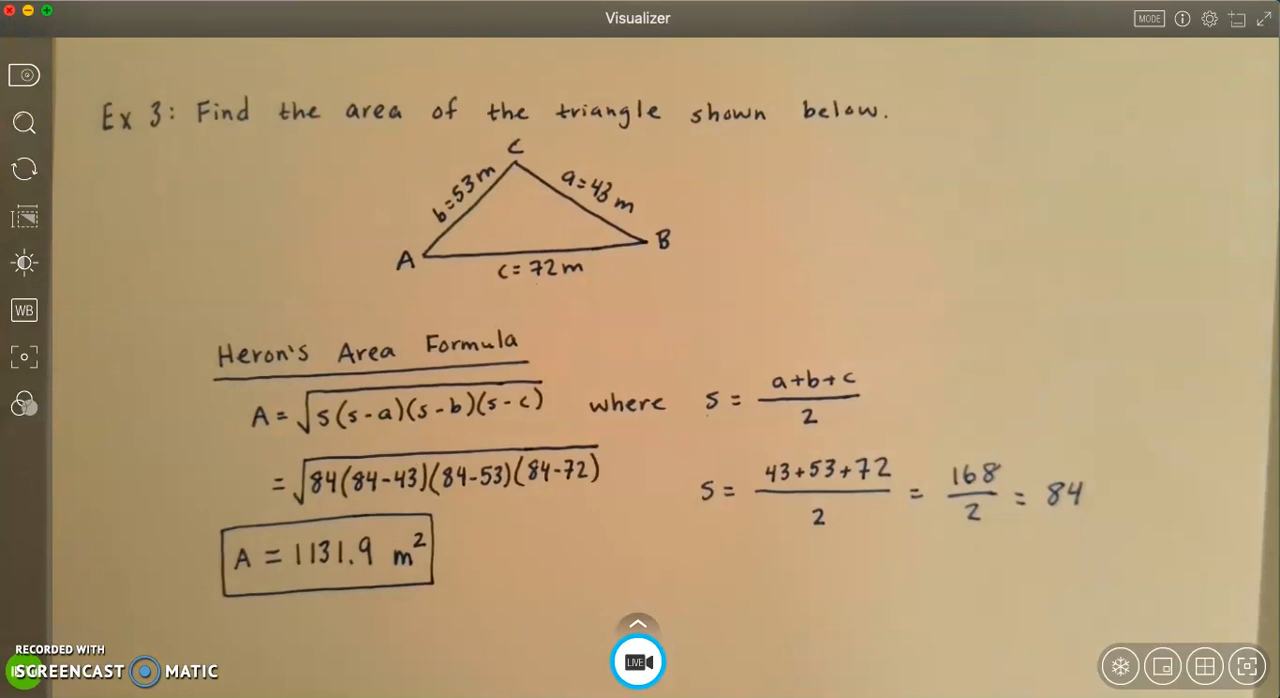 Visualizer
MODE
WB
Ex 3: Find the area of the triangle shown below.
C
b=53m
a=43 m
A
B
c=72m
Heron's Area Formula
A = √s(s-a)(s-b)(s-c) where s = a+b+c / 2
= √84(84-43)(84-53)(84-72)
s = 43+53+72 / 2 = 168 / 2 = 84
A = 1131.9 m²
RECORDED WITH
SCREENCAST MATIC
LIVE